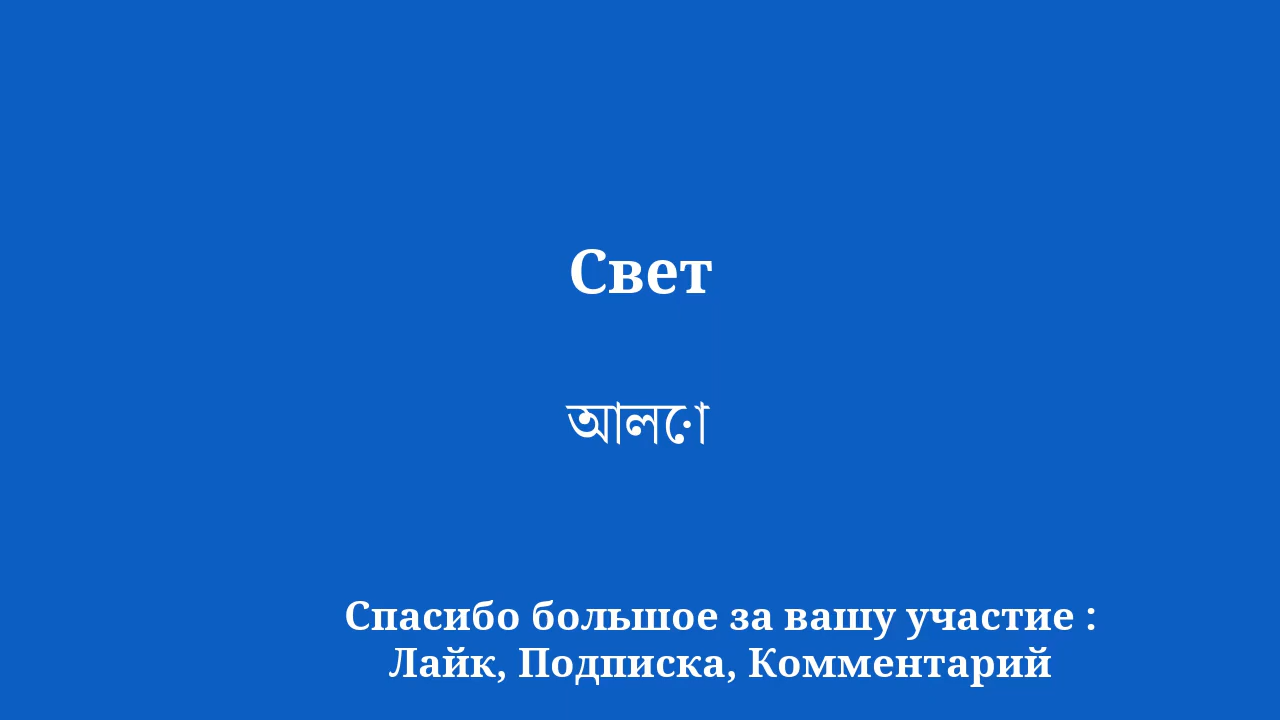 Свет
আলো
Спасибо большое за вашу участие :
Лайк, Подписка, Комментарий